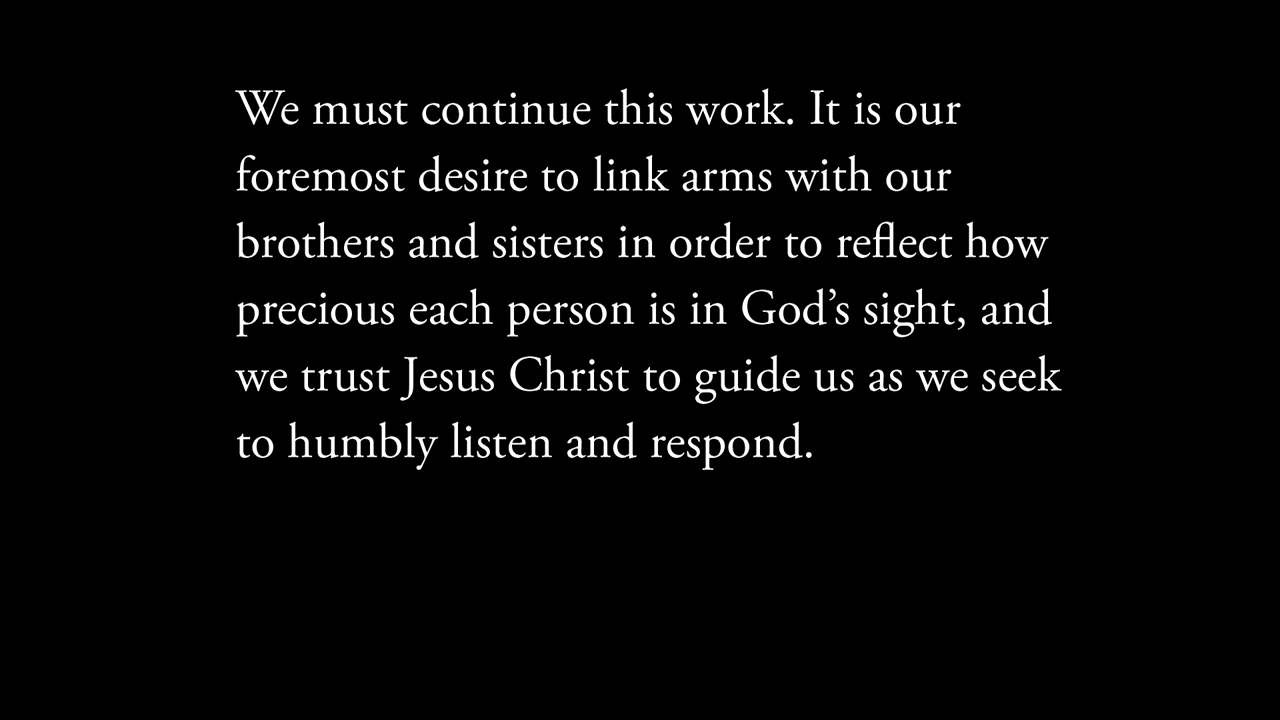 We must continue this work. It is our
foremost desire to link arms with our
brothers and sisters in order to reflect how
precious each person is in God’s sight, and
we trust Jesus Christ to guide us as we seek
to humbly listen and respond.